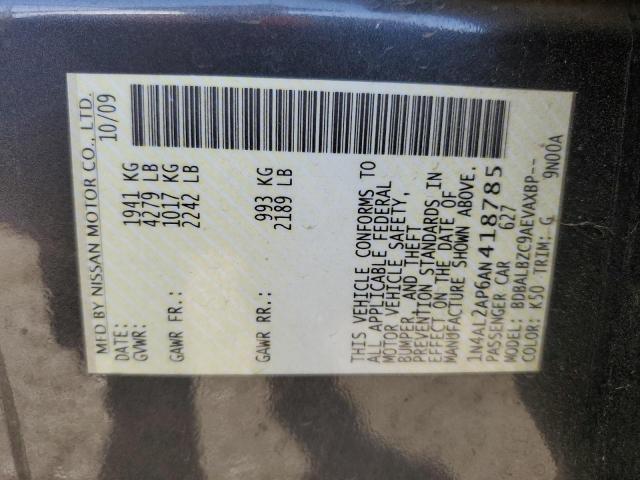 MFD BY NISSAN MOTOR CO., LTD.
DATE: 10/09
GVWR: 1941 KG
4279 LB
GAWR FR.: 1017 KG
2242 LB
GAWR RR.: 993 KG
2189 LB
THIS VEHICLE CONFORMS TO
ALL APPLICABLE FEDERAL
MOTOR VEHICLE SAFETY,
BUMPER, AND THEFT
PREVENTION STANDARDS IN
EFFECT ON THE DATE OF
MANUFACTURE SHOWN ABOVE.
1N4AL2AP6AN418785
PASSENGER CAR 627
MODEL: BDBALBZC9AEVAXBP--
COLOR: K50 TRIM: G 9N00A